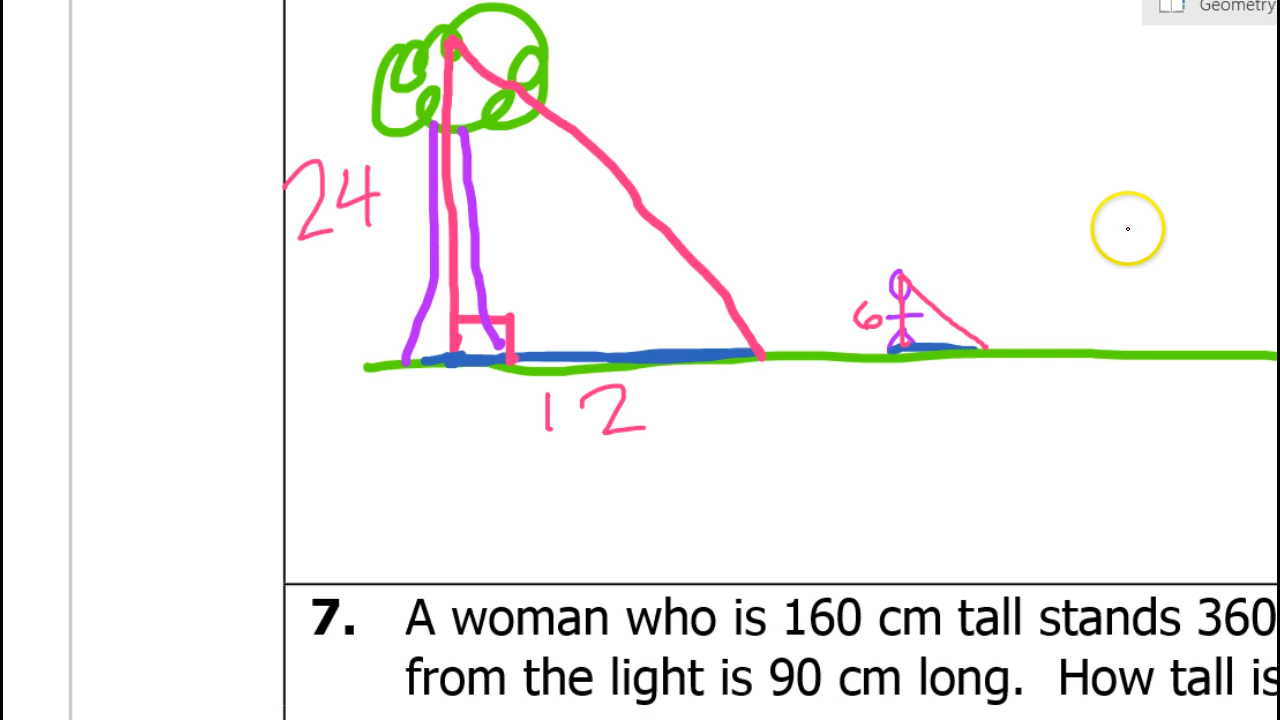 Geometry
24
6
12
7. A woman who is 160 cm tall stands 360
from the light is 90 cm long. How tall is